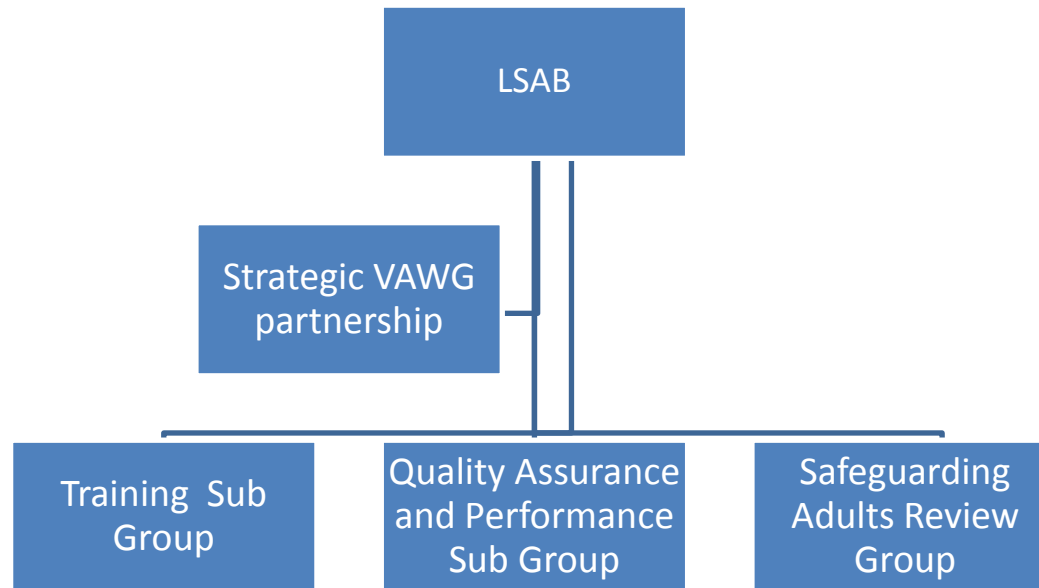 LSAB
Strategic VAWG
partnership
Training  Sub
Group
Quality Assurance
and Performance
Sub Group
Safeguarding
Adults Review
Group